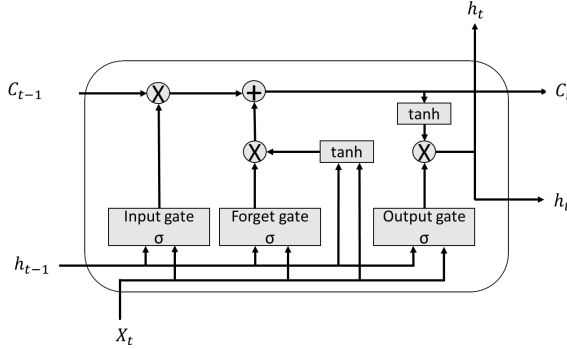 h_t
C_{t-1}
X
+
C_t
tanh
X
tanh
X
h_t
Input gate
σ
Forget gate
σ
Output gate
σ
h_{t-1}
X_t